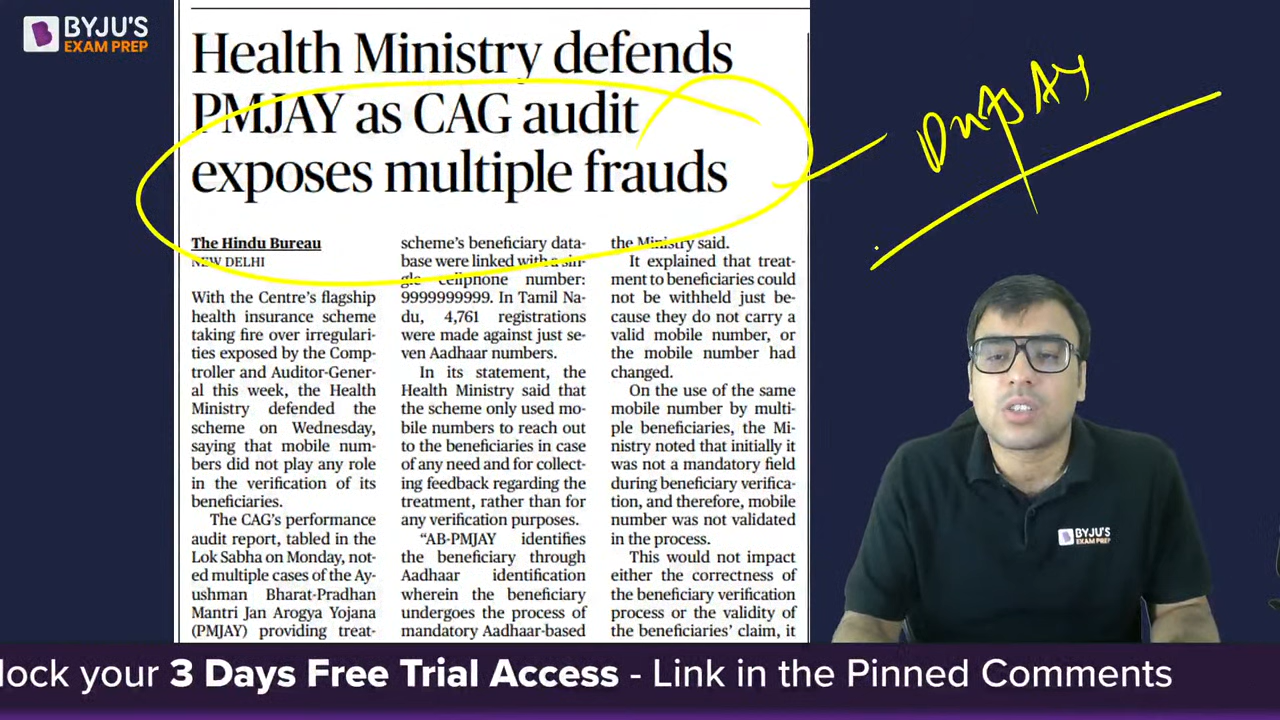 BYJU'S
EXAM PREP
Health Ministry defends
PMJAY as CAG audit
exposes multiple frauds
The Hindu Bureau
NEW DELHI
With the Centre's flagship
health insurance scheme
taking fire over irregulari-
ties exposed by the Comp-
troller and Auditor-Gener-
al this week, the Health
Ministry defended the
scheme on Wednesday,
saying that mobile num-
bers did not play any role
in the verification of its
beneficiaries.
The CAG's performance
audit report, tabled in the
Lok Sabha on Monday, not-
ed multiple cases of the Ay-
ushman Bharat-Pradhan
Mantri Jan Arogya Yojana
(PMJAY) providing treat-
scheme's beneficiary data-
base were linked with a sin-
gle cellphone number:
9999999999. In Tamil Na-
du, 4,761 registrations
were made against just se-
ven Aadhaar numbers.
In its statement, the
Health Ministry said that
the scheme only used mo-
bile numbers to reach out
to the beneficiaries in case
of any need and for collect-
ing feedback regarding the
treatment, rather than for
any verification purposes.
“AB-PMJAY identifies
the beneficiary through
Aadhaar identification
wherein the beneficiary
undergoes the process of
mandatory Aadhaar-based
the Ministry said.
It explained that treat-
ment to beneficiaries could
not be withheld just be-
cause they do not carry a
valid mobile number, or
the mobile number had
changed.
On the use of the same
mobile number by multi-
ple beneficiaries, the Mi-
nistry noted that initially it
was not a mandatory field
during beneficiary verifica-
tion, and therefore, mobile
number was not validated
in the process.
This would not impact
either the correctness of
the beneficiary verification
process or the validity of
the beneficiaries' claim, it
BYJU'S
EXAM PREP
lock your 3 Days Free Trial Access - Link in the Pinned Comments